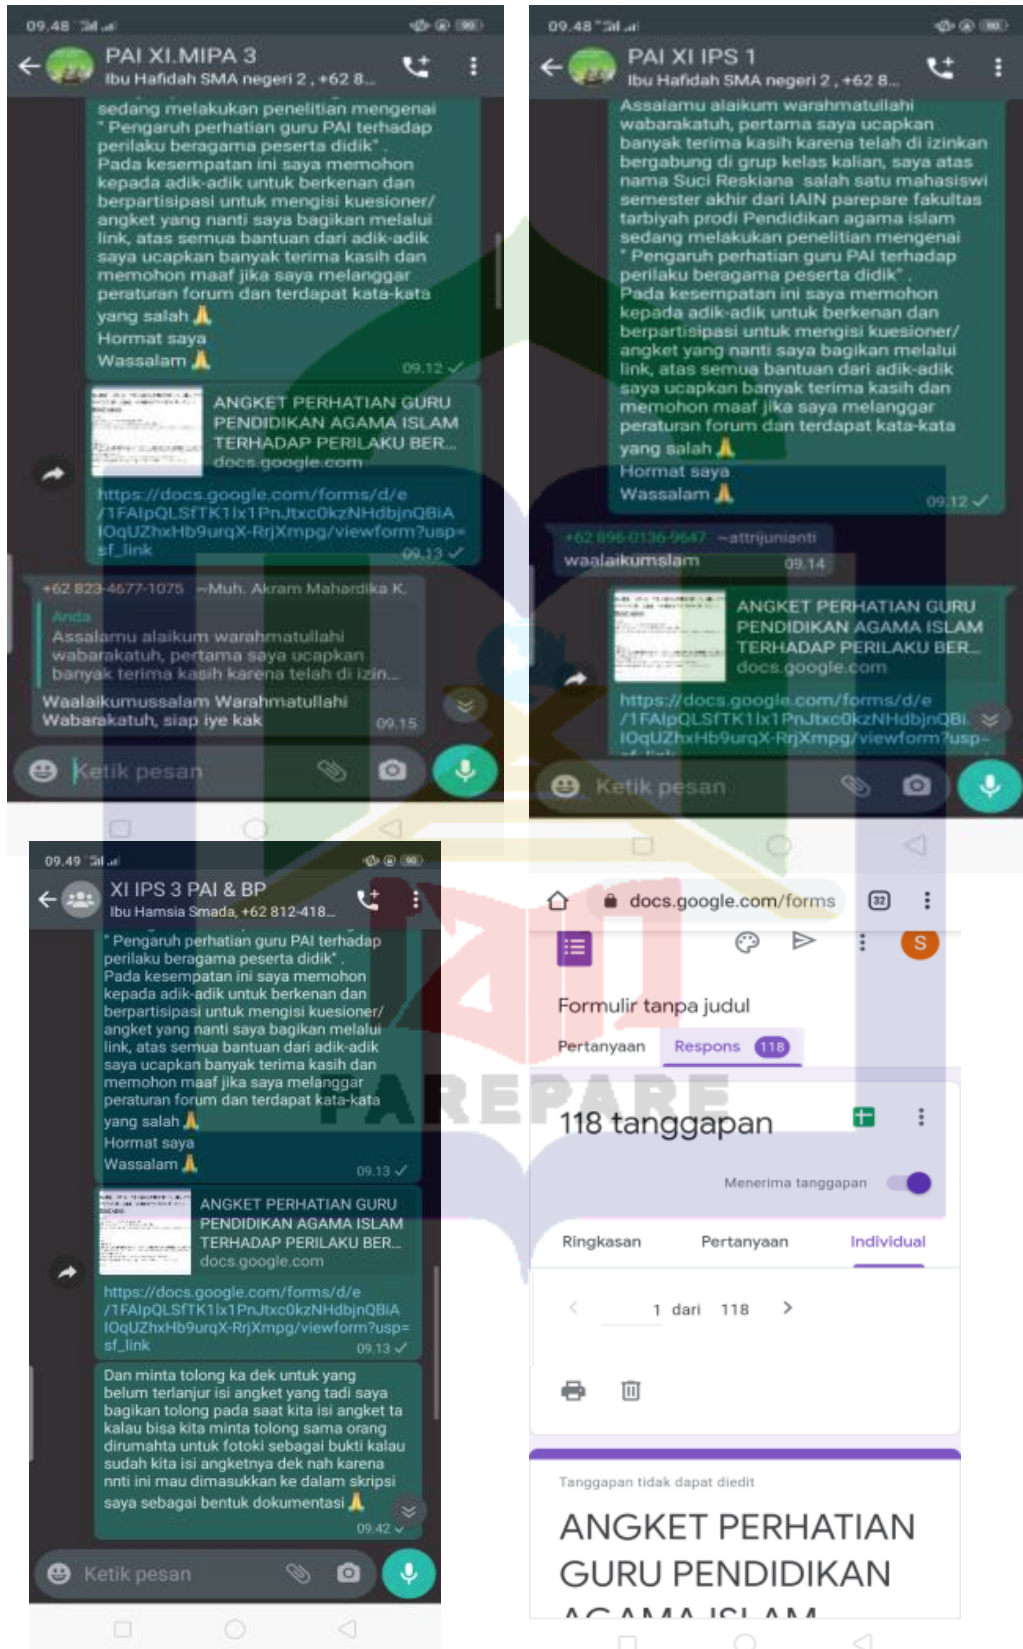 09.48
90
PAI XI.MIPA 3
Ibu Hafidah SMA negeri 2 , +62 8...
sedang melakukan penelitian mengenai
" Pengaruh perhatian guru PAI terhadap
perilaku beragama peserta didik" .
Pada kesempatan ini saya memohon
kepada adik-adik untuk berkenan dan
berpartisipasi untuk mengisi kuesioner/
angket yang nanti saya bagikan melalui
link, atas semua bantuan dari adik-adik
saya ucapkan banyak terima kasih dan
memohon maaf jika saya melanggar
peraturan forum dan terdapat kata-kata
yang salah 🙏
Hormat saya
Wassalam 🙏
09.12
ANGKET PERHATIAN GURU
PENDIDIKAN AGAMA ISLAM
TERHADAP PERILAKU BER...
docs.google.com
https://docs.google.com/forms/d/e
/1FAIpQLSfTK1Ix1PnJtxc0kzNHdbjnQBiA
IOqUZhxHb9urqX-RrjXmpg/viewform?usp=
sf_link
09.13
+62 823-4677-1075 ~Muh. Akram Mahardika K.
Anda
Assalamu alaikum warahmatullahi
wabarakatuh, pertama saya ucapkan
banyak terima kasih karena telah di izin...
Waalaikumussalam Warahmatullahi
Wabarakatuh, siap iye kak
09.15
Ketik pesan
09.48
90
PAI XI IPS 1
Ibu Hafidah SMA negeri 2 , +62 8...
Assalamu alaikum warahmatullahi
wabarakatuh, pertama saya ucapkan
banyak terima kasih karena telah di izinkan
bergabung di grup kelas kalian, saya atas
nama Suci Reskiana salah satu mahasiswi
semester akhir dari IAIN parepare fakultas
tarbiyah prodi Pendidikan agama islam
sedang melakukan penelitian mengenai
" Pengaruh perhatian guru PAI terhadap
perilaku beragama peserta didik" .
Pada kesempatan ini saya memohon
kepada adik-adik untuk berkenan dan
berpartisipasi untuk mengisi kuesioner/
angket yang nanti saya bagikan melalui
link, atas semua bantuan dari adik-adik
saya ucapkan banyak terima kasih dan
memohon maaf jika saya melanggar
peraturan forum dan terdapat kata-kata
yang salah 🙏
Hormat saya
Wassalam 🙏
09.12
+62 896-0136-9647 ~attrijunianti
waalaikumslam
09.14
ANGKET PERHATIAN GURU
PENDIDIKAN AGAMA ISLAM
TERHADAP PERILAKU BER...
docs.google.com
https://docs.google.com/forms/d/e
/1FAIpQLSfTK1Ix1PnJtxc0kzNHdbjnQBi
IOqUZhxHb9urqX-RrjXmpg/viewform?usp=
sf_link
Ketik pesan
09.49
90
XI IPS 3 PAI & BP
Ibu Hamsia Smada, +62 812-418...
" Pengaruh perhatian guru PAI terhadap
perilaku beragama peserta didik" .
Pada kesempatan ini saya memohon
kepada adik-adik untuk berkenan dan
berpartisipasi untuk mengisi kuesioner/
angket yang nanti saya bagikan melalui
link, atas semua bantuan dari adik-adik
saya ucapkan banyak terima kasih dan
memohon maaf jika saya melanggar
peraturan forum dan terdapat kata-kata
yang salah 🙏
Hormat saya
Wassalam 🙏
09.13
ANGKET PERHATIAN GURU
PENDIDIKAN AGAMA ISLAM
TERHADAP PERILAKU BER...
docs.google.com
https://docs.google.com/forms/d/e
/1FAIpQLSfTK1Ix1PnJtxc0kzNHdbjnQBiA
IOqUZhxHb9urqX-RrjXmpg/viewform?usp=
sf_link
09.13
Dan minta tolong ka dek untuk yang
belum terlanjur isi angket yang tadi saya
bagikan tolong pada saat kita isi angket ta
kalau bisa kita minta tolong sama orang
dirumahta untuk fotoki sebagai bukti kalau
sudah kita isi angketnya dek nah karena
nnti ini mau dimasukkan ke dalam skripsi
saya sebagai bentuk dokumentasi 🙏
09.42
Ketik pesan
docs.google.com/forms
32
S
Formulir tanpa judul
Pertanyaan Respons 118
118 tanggapan
Menerima tanggapan
Ringkasan Pertanyaan Individual
1 dari 118
Tanggapan tidak dapat diedit
ANGKET PERHATIAN
GURU PENDIDIKAN
AGAMA ISLAM
PAREPARE